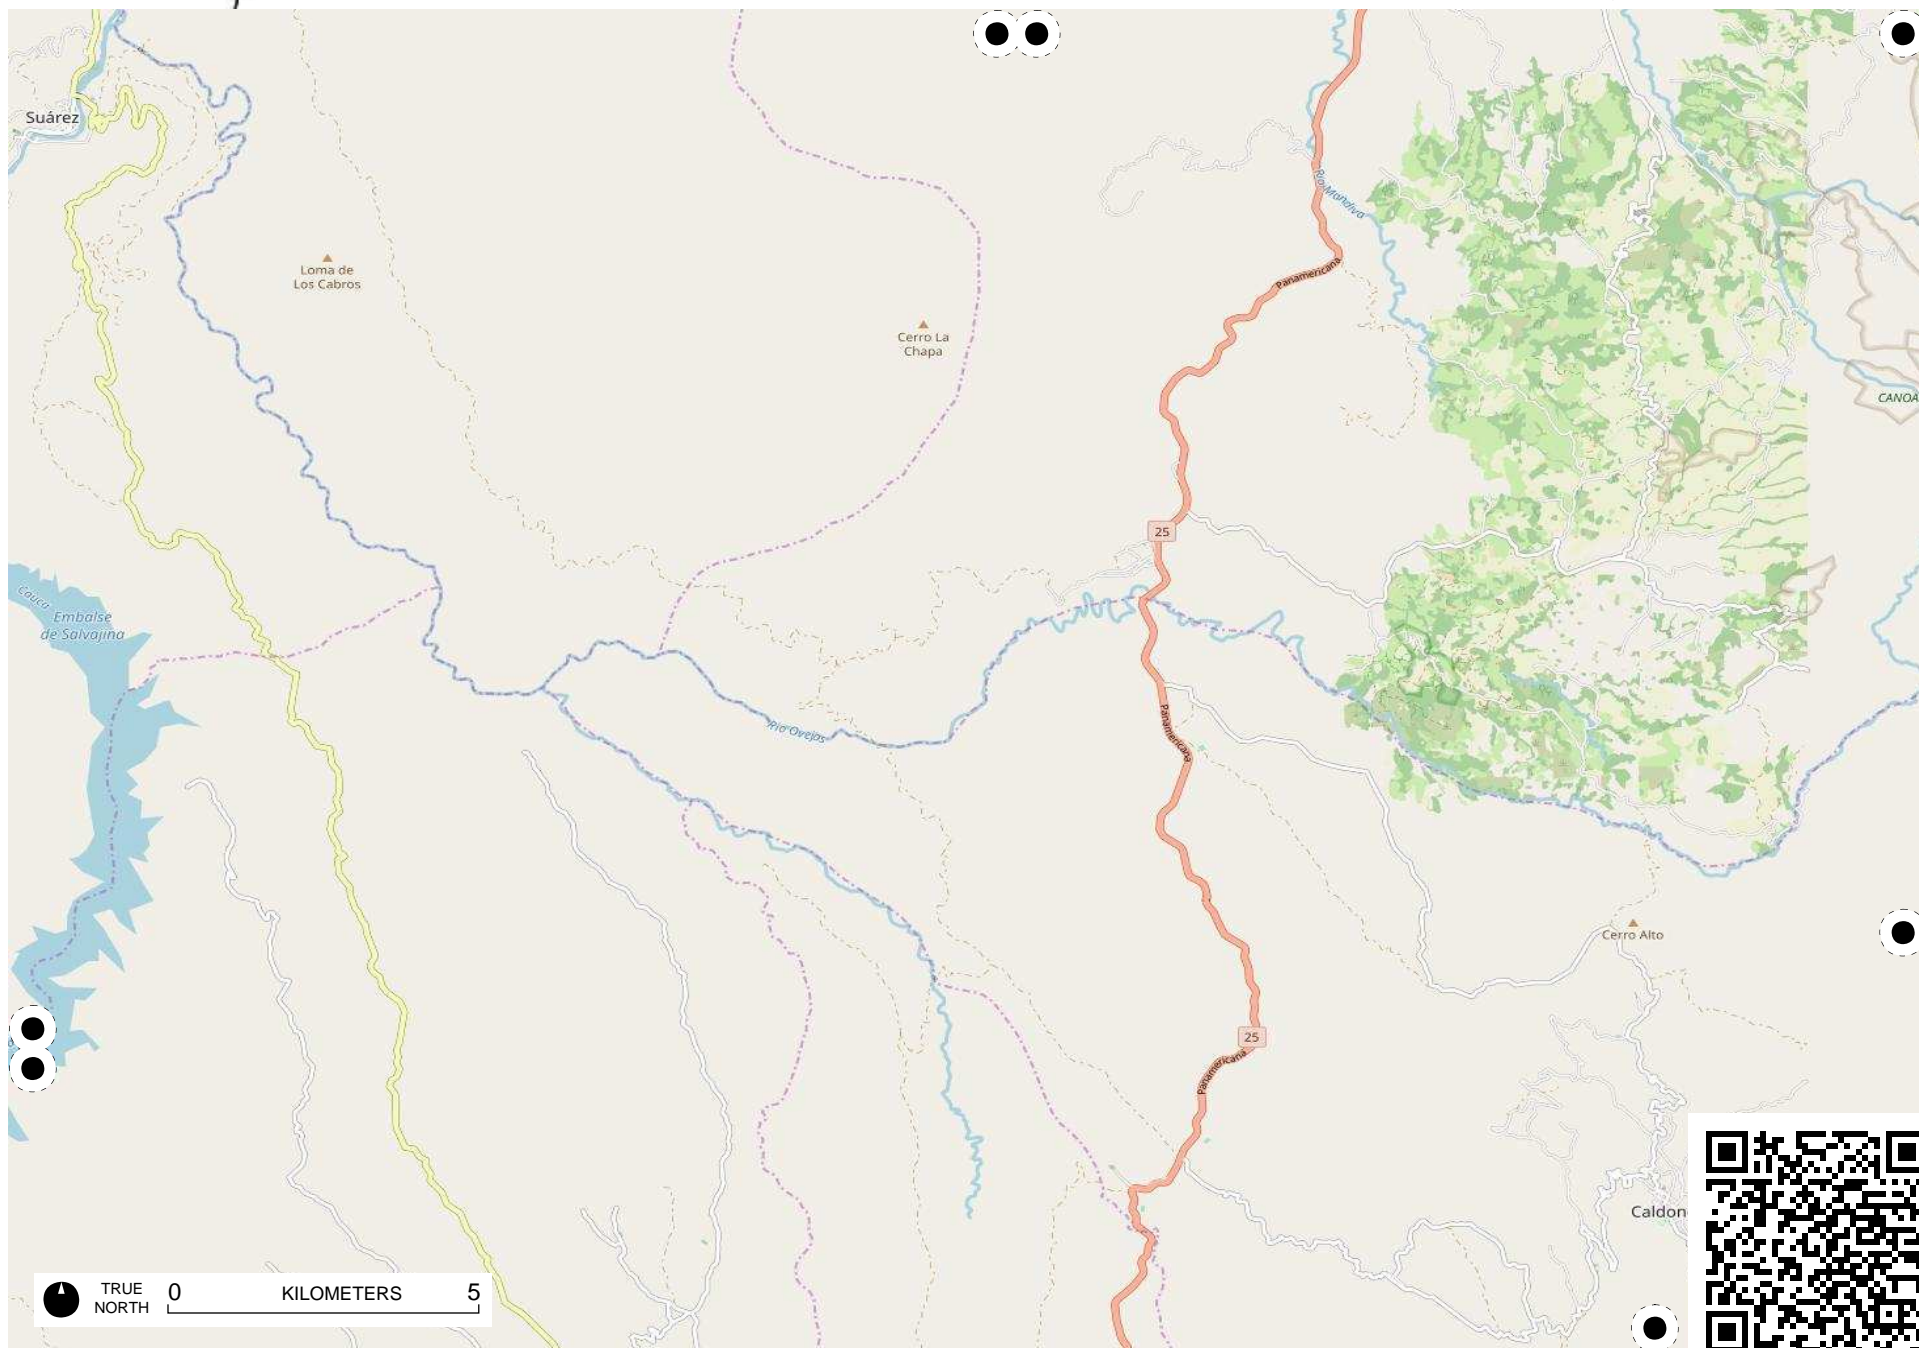 Suárez
Río Mandiva
Loma de
Los Cabros
Panamericana
Cerro La
Chapa
CANOA
25
Cauca
Embalse
de Salvajina
Río Ovejas
Panamericana
Cerro Alto
25
Panamericana
Caldon
TRUE
NORTH
0
KILOMETERS
5